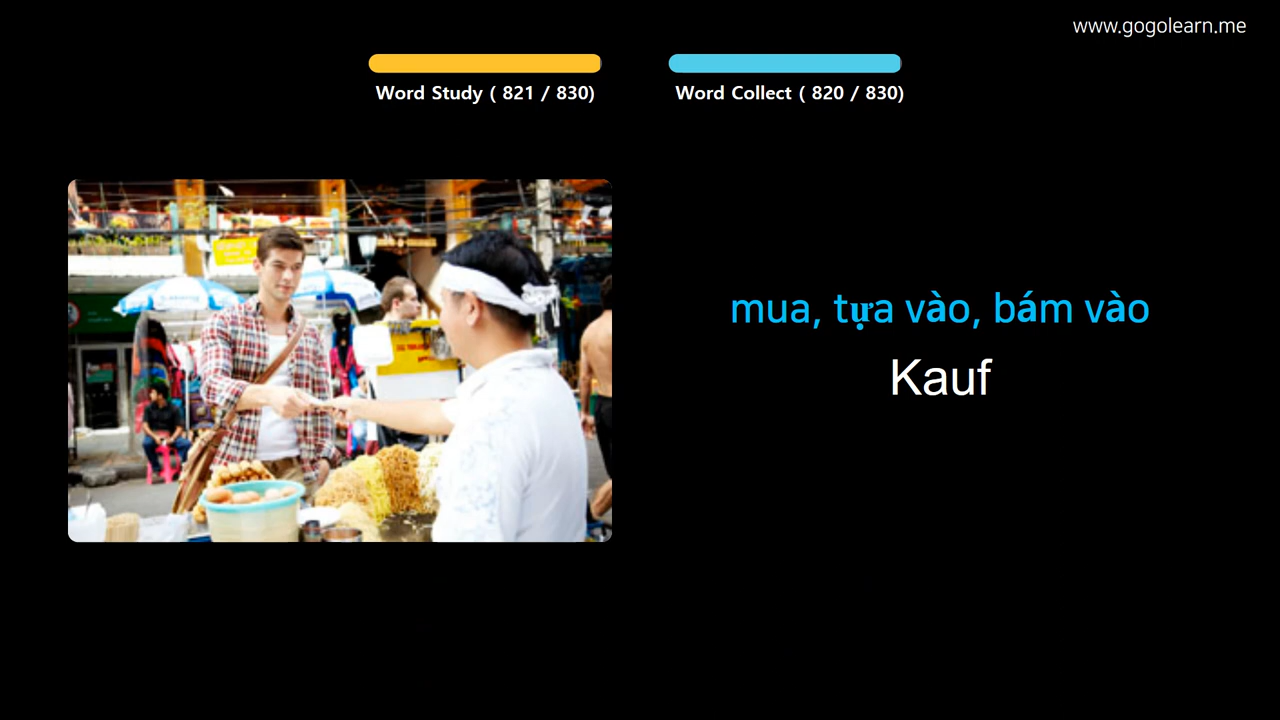 www.gogolearn.me
Word Study ( 821 / 830)
Word Collect ( 820 / 830)
mua, tựa vào, bám vào
Kauf